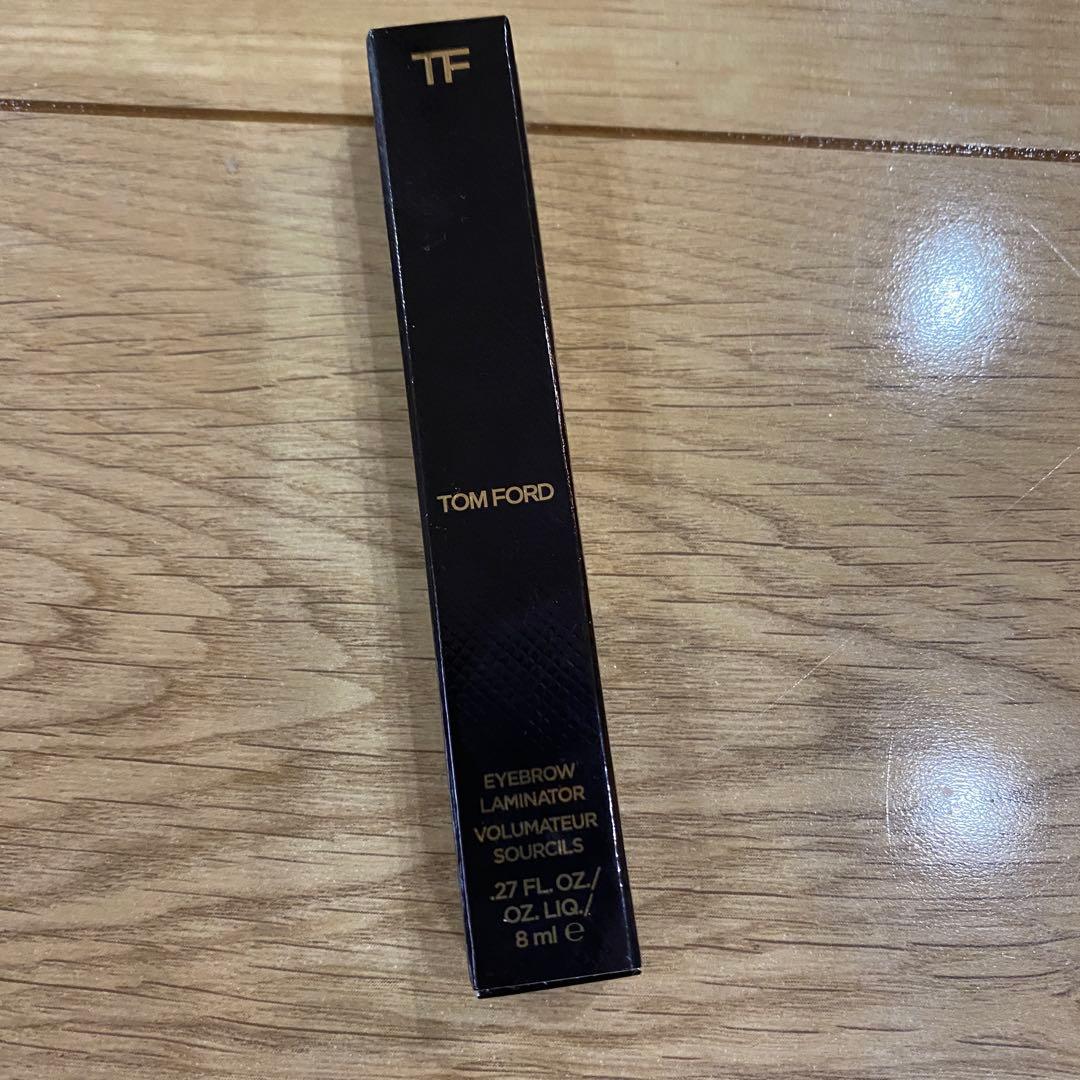 TF
TOM FORD
EYEBROW
LAMINATOR
VOLUMATEUR
SOURCILS
.27 FL. OZ./
OZ. LIQ./
8 ml ℮